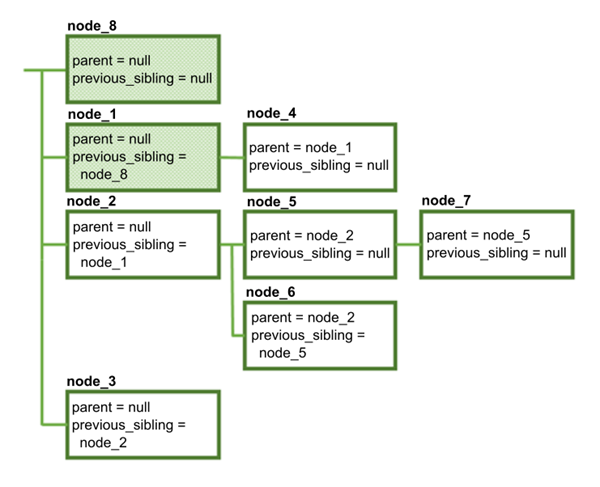 node_8
parent = null
previous_sibling = null
node_1
parent = null
previous_sibling =
node_8
node_4
parent = node_1
previous_sibling = null
node_2
parent = null
previous_sibling =
node_1
node_5
parent = node_2
previous_sibling = null
node_7
parent = node_5
previous_sibling = null
node_6
parent = node_2
previous_sibling =
node_5
node_3
parent = null
previous_sibling =
node_2